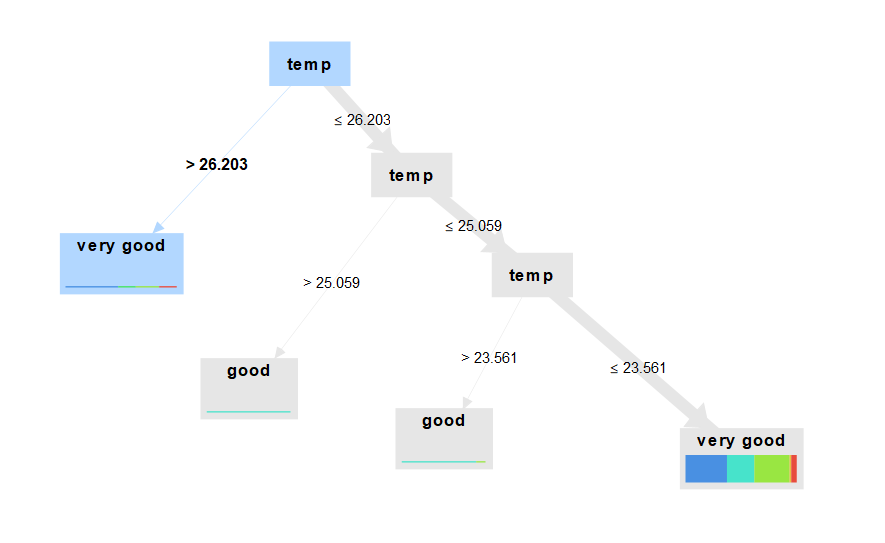 temp
≤ 26.203
> 26.203
temp
≤ 25.059
very good
temp
> 25.059
> 23.561
≤ 23.561
good
good
very good